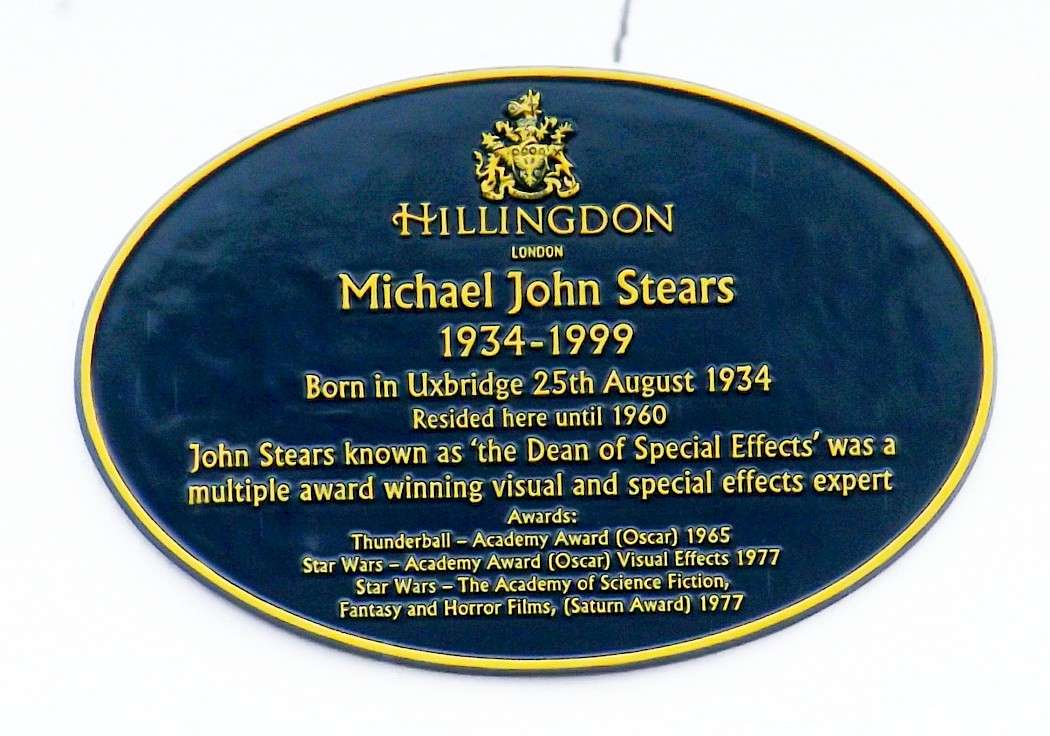 HILLINGDON
LONDON
Michael John Stears
1934-1999
Born in Uxbridge 25th August 1934
Resided here until 1960
John Stears known as ‘the Dean of Special Effects’ was a
multiple award winning visual and special effects expert
Awards:
Thunderball – Academy Award (Oscar) 1965
Star Wars – Academy Award (Oscar) Visual Effects 1977
Star Wars – The Academy of Science Fiction,
Fantasy and Horror Films, (Saturn Award) 1977